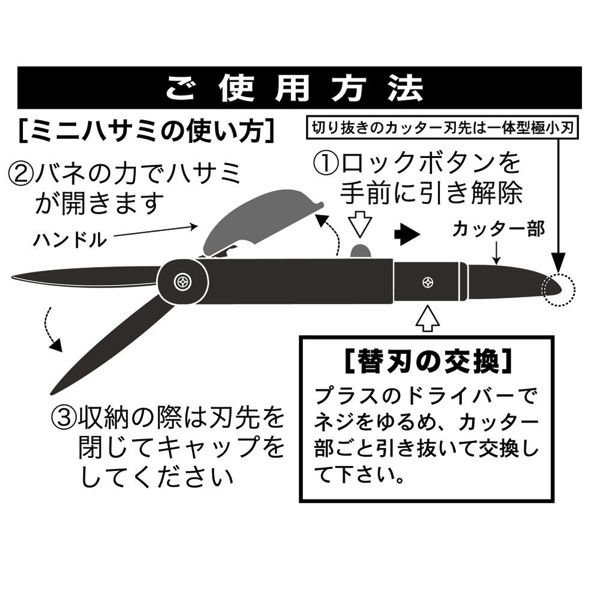 ご使用方法
［ミニハサミの使い方］
切り抜きのカッター刃先は一体型極小刃
①ロックボタンを
手前に引き解除
②バネの力でハサミ
が開きます
ハンドル
カッター部
③収納の際は刃先を
閉じてキャップを
してください
［替刃の交換］
プラスのドライバーで
ネジをゆるめ、カッター
部ごと引き抜いて交換し
て下さい。